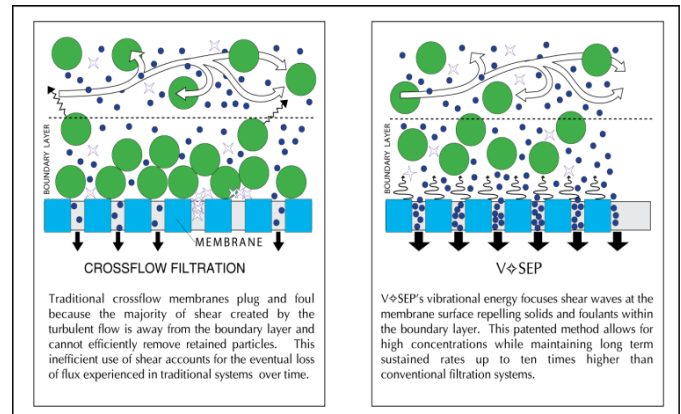 BOUNDARY LAYER
MEMBRANE
CROSSFLOW FILTRATION
Traditional crossflow membranes plug and foul
because the majority of shear created by the
turbulent flow is away from the boundary layer and
cannot efficiently remove retained particles. This
inefficient use of shear accounts for the eventual loss
of flux experienced in traditional systems over time.
BOUNDARY LAYER
V✧SEP
V✧SEP's vibrational energy focuses shear waves at the
membrane surface repelling solids and foulants within
the boundary layer. This patented method allows for
high concentrations while maintaining long term
sustained rates up to ten times higher than
conventional filtration systems.